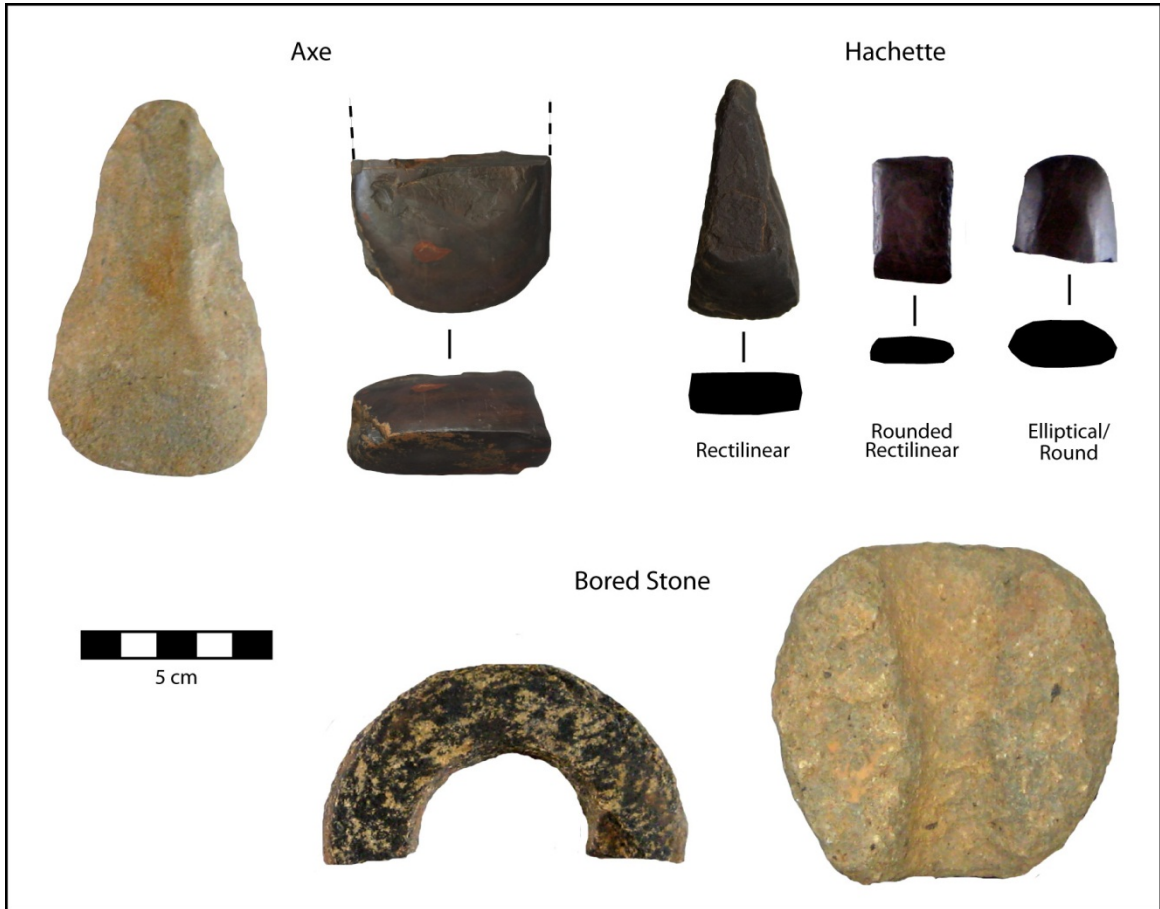 Axe
Hachette
Rectilinear
Rounded
Rectilinear
Elliptical/
Round
Bored Stone
5 cm